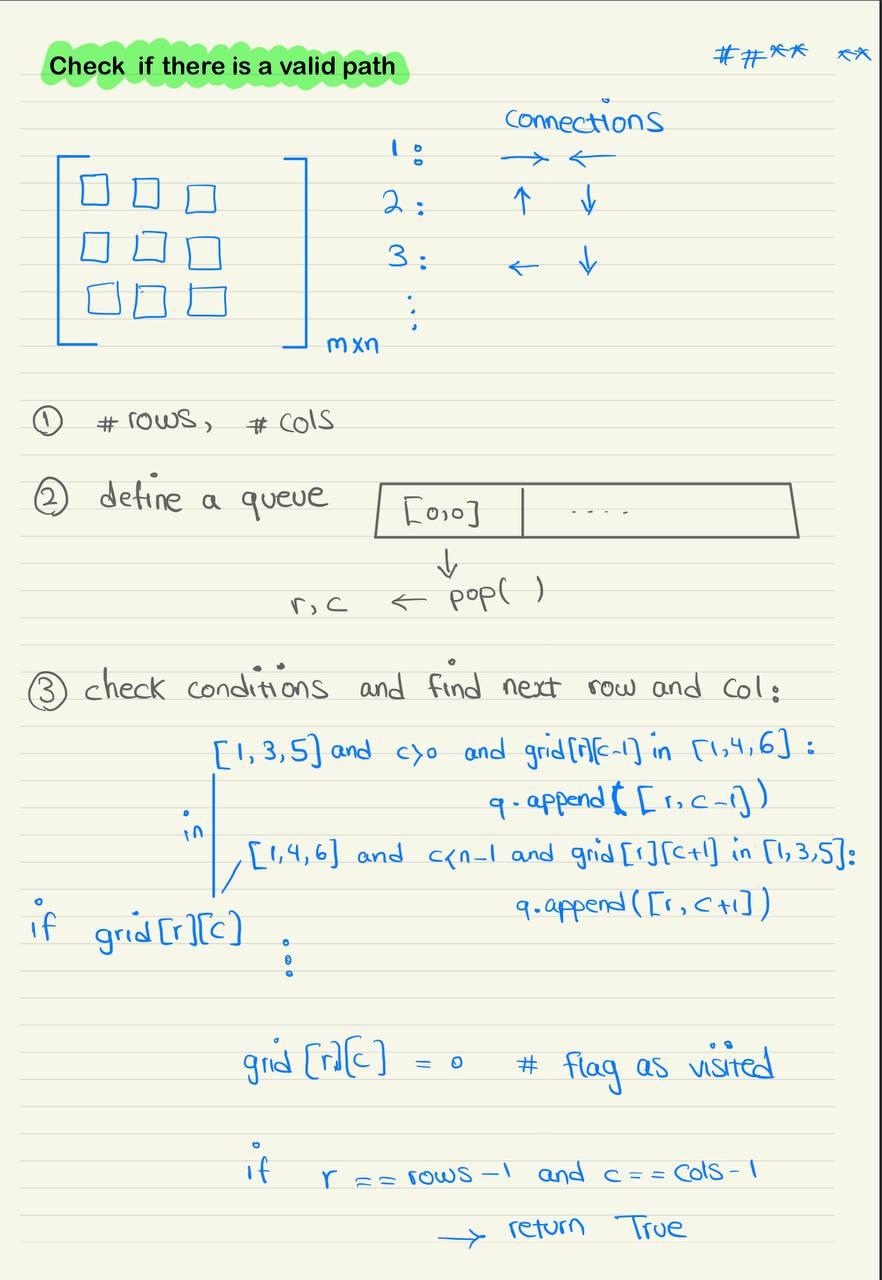 Check if there is a valid path
##** **
connections
1: → ←
2: ↑ ↓
3: ← ↓
⋮
mxn
① # rows, # cols
② define a queue [0,0] ....
↓
r,c ← pop( )
③ check conditions and find next row and col:
[1,3,5] and c>0 and grid[r][c-1] in [1,4,6]:
q.append([r,c-1])
in
[1,4,6] and c<n-1 and grid[r][c+1] in [1,3,5]:
q.append([r,c+1])
if grid[r][c]
⋮
grid[r][c] = 0 # flag as visited
if r == rows-1 and c == cols-1
→ return True